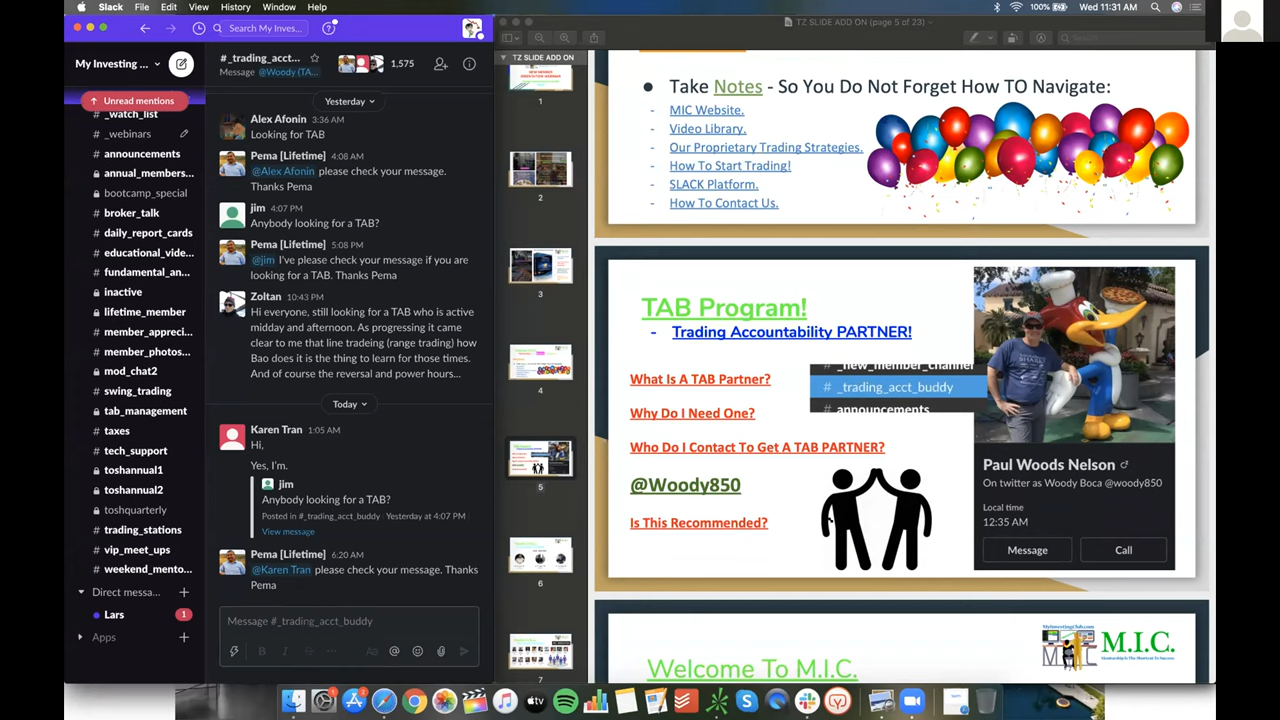 Slack File Edit View History Window Help
100% Wed 11:31 AM
Search My Inves...
My Investing ...
Unread mentions
# _watch_list
# _webinars
# announcements
annual_members...
bootcamp_special
# broker_talk
# daily_report_cards
# educational_vide...
# fundamental_an...
inactive
lifetime_member
# member_appreci...
# member_photos...
mod_chat2
# swing_trading
# tab_management
# taxes
# tech_support
toshannual1
toshannual2
toshquarterly
# trading_stations
# vip_meet_ups
# weekend_mento...
Direct messa...
Lars 1
Apps
#_trading_acct...
Message @Woody (TA...
1,575
Yesterday
Alex Afonin 3:36 AM
Looking for TAB
Pema [Lifetime] 4:08 AM
@Alex Afonin please check your message.
Thanks Pema
jim 4:07 PM
Anybody looking for a TAB?
Pema [Lifetime] 5:08 PM
@jim I've please check your message if you are
looking for a TAB. Thanks Pema
Zoltan 10:43 PM
Hi everyone, still looking for a TAB who is active
midday and afternoon. As progressing it came
clear to me that line tradeing (range trading) how
Bao does it is the thing to learn for those times.
And of course the reversal and power hours...
Today
Karen Tran 1:05 AM
Hi,
yes, I'm.
jim
Anybody looking for a TAB?
Posted in #_trading_acct_buddy Yesterday at 4:07 PM
View message
Pema [Lifetime] 6:20 AM
@Karen Tran please check your message. Thanks
Pema
Message #_trading_acct_buddy
TZ SLIDE ADD ON (page 5 of 23)
Search
TZ SLIDE ADD ON
1
2
3
4
5
6
7
Take Notes - So You Do Not Forget How TO Navigate:
- MIC Website.
- Video Library.
- Our Proprietary Trading Strategies.
- How To Start Trading!
- SLACK Platform.
- How To Contact Us.
TAB Program!
- Trading Accountability PARTNER!
What Is A TAB Partner?
Why Do I Need One?
Who Do I Contact To Get A TAB PARTNER?
@Woody850
Is This Recommended?
# _new_member_channel
# _trading_acct_buddy
# announcements
Paul Woods Nelson
On twitter as Woody Boca @woody850
Local time
12:35 AM
Message Call
Welcome To M.I.C.
MyInvestingClub.com
M.I.C.
Mentorship Is The Shortcut To Success.